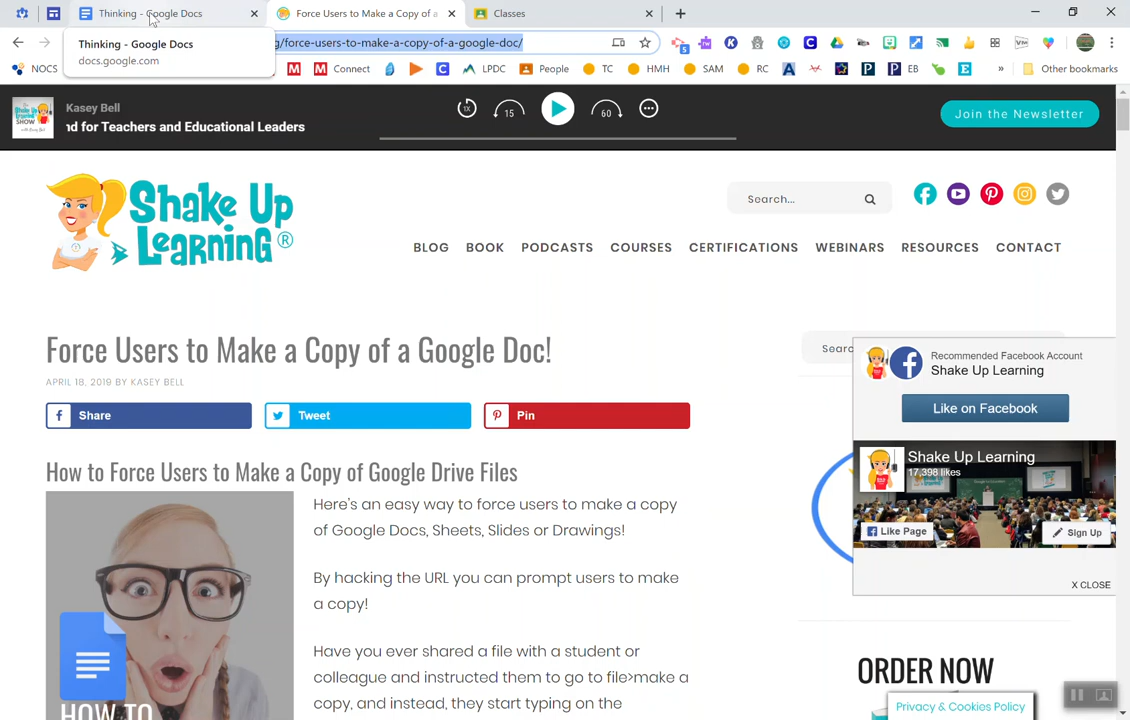 Thinking - Google Docs
Force Users to Make a Copy of a
Classes
Thinking - Google Docs
docs.google.com
g/force-users-to-make-a-copy-of-a-google-doc/
NOCS
M
M Connect
C
LPDC
People
TC
HMH
SAM
RC
A
P
P EB
E
»
Other bookmarks
Kasey Bell
nd for Teachers and Educational Leaders
1X
15
60
Join the Newsletter
Shake Up
Learning®
Search...
BLOG BOOK PODCASTS COURSES CERTIFICATIONS WEBINARS RESOURCES CONTACT
Force Users to Make a Copy of a Google Doc!
APRIL 18, 2019 BY KASEY BELL
Share
Tweet
Pin
How to Force Users to Make a Copy of Google Drive Files
Here's an easy way to force users to make a copy
of Google Docs, Sheets, Slides or Drawings!
By hacking the URL you can prompt users to make
a copy!
Have you ever shared a file with a student or
colleague and instructed them to go to file>make a
copy, and instead, they start typing on the
HOW TO
Searc
Recommended Facebook Account
Shake Up Learning
Like on Facebook
Shake Up Learning
17,398 likes
Like Page
Sign Up
X CLOSE
ORDER NOW
Privacy & Cookies Policy